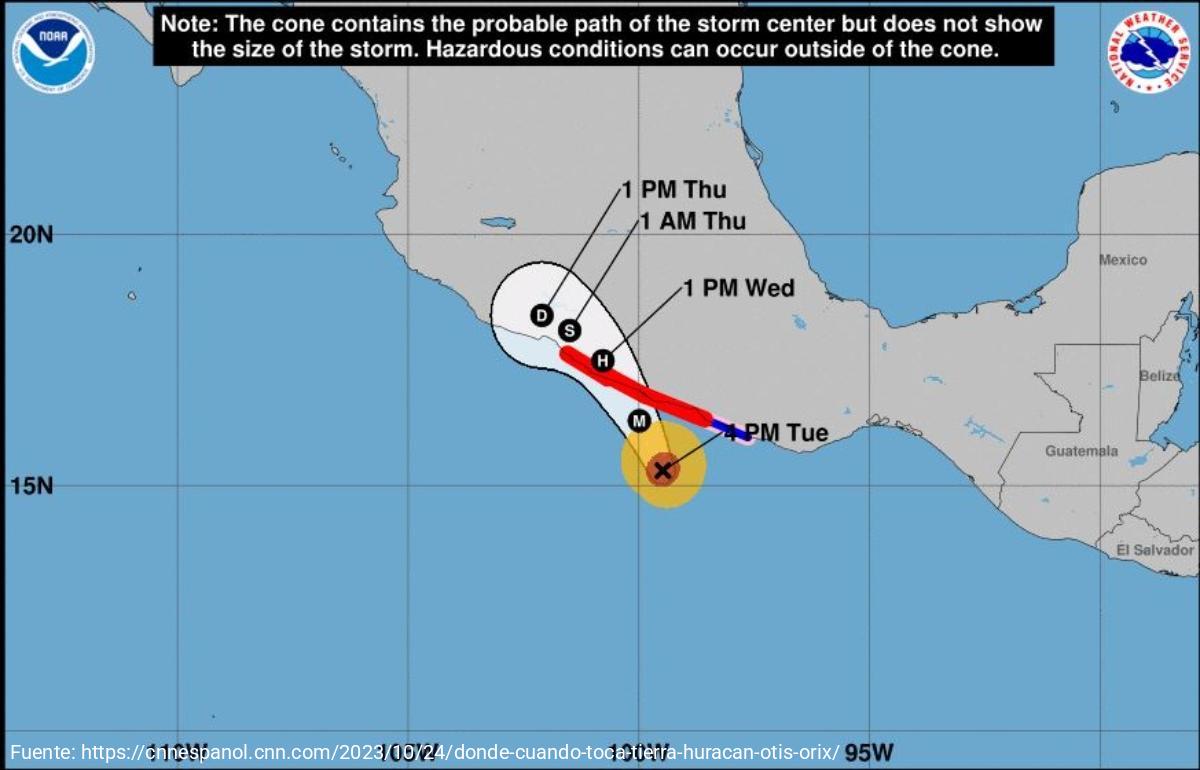 Note: The cone contains the probable path of the storm center but does not show
the size of the storm. Hazardous conditions can occur outside of the cone.
NOAA
NATIONAL WEATHER SERVICE
1 PM Thu
1 AM Thu
20N
Mexico
1 PM Wed
D
S
H
Belize
M
4 PM Tue
Guatemala
15N
El Salvador
110W 105W 100W 95W
Fuente: https://cnnespanol.cnn.com/2023/10/24/donde-cuando-toca-tierra-huracan-otis-orix/